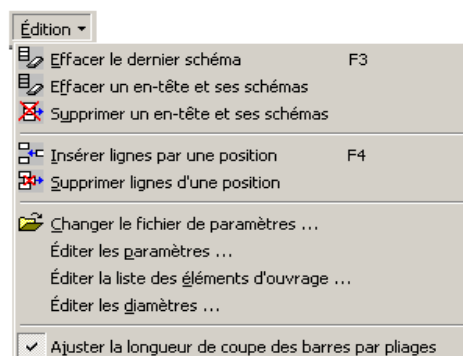 Édition
Effacer le dernier schéma F3
Effacer un en-tête et ses schémas
Supprimer un en-tête et ses schémas
Insérer lignes par une position F4
Supprimer lignes d'une position
Changer le fichier de paramètres ...
Éditer les paramètres ...
Éditer la liste des éléments d'ouvrage ...
Éditer les diamètres ...
Ajuster la longueur de coupe des barres par pliages